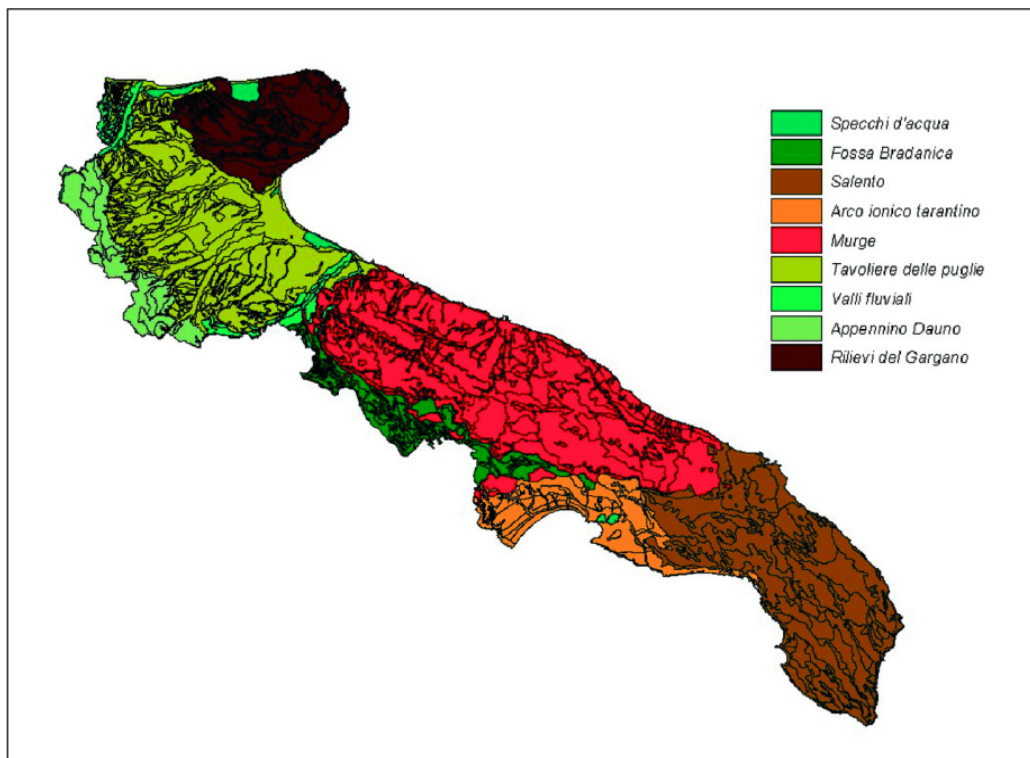 Specchi d'acqua
Fossa Bradanica
Salento
Arco ionico tarantino
Murge
Tavoliere delle puglie
Valli fluviali
Appennino Dauno
Rilievi del Gargano